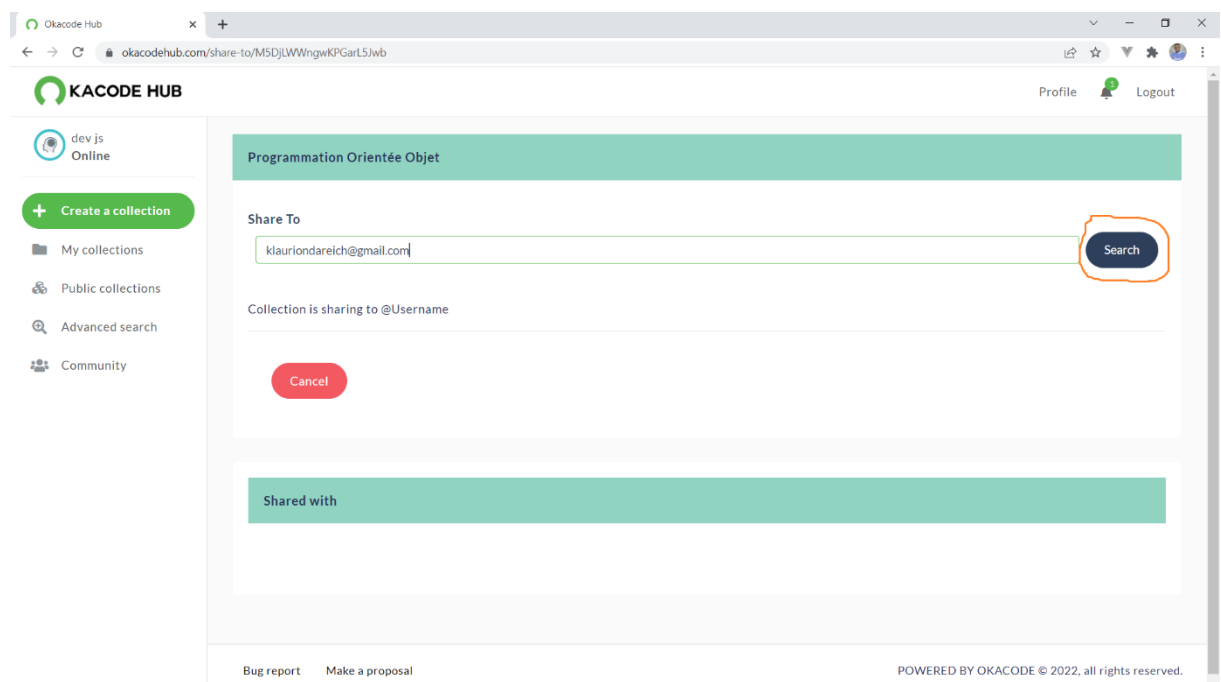 Okacode Hub
okacodehub.com/share-to/M5DjLWWngwKPGarL5Jwb
KACODE HUB
Profile
1
Logout
dev js
Online
Create a collection
My collections
Public collections
Advanced search
Community
Programmation Orientée Objet
Share To
klauriondareich@gmail.com
Search
Collection is sharing to @Username
Cancel
Shared with
Bug report
Make a proposal
POWERED BY OKACODE © 2022, all rights reserved.